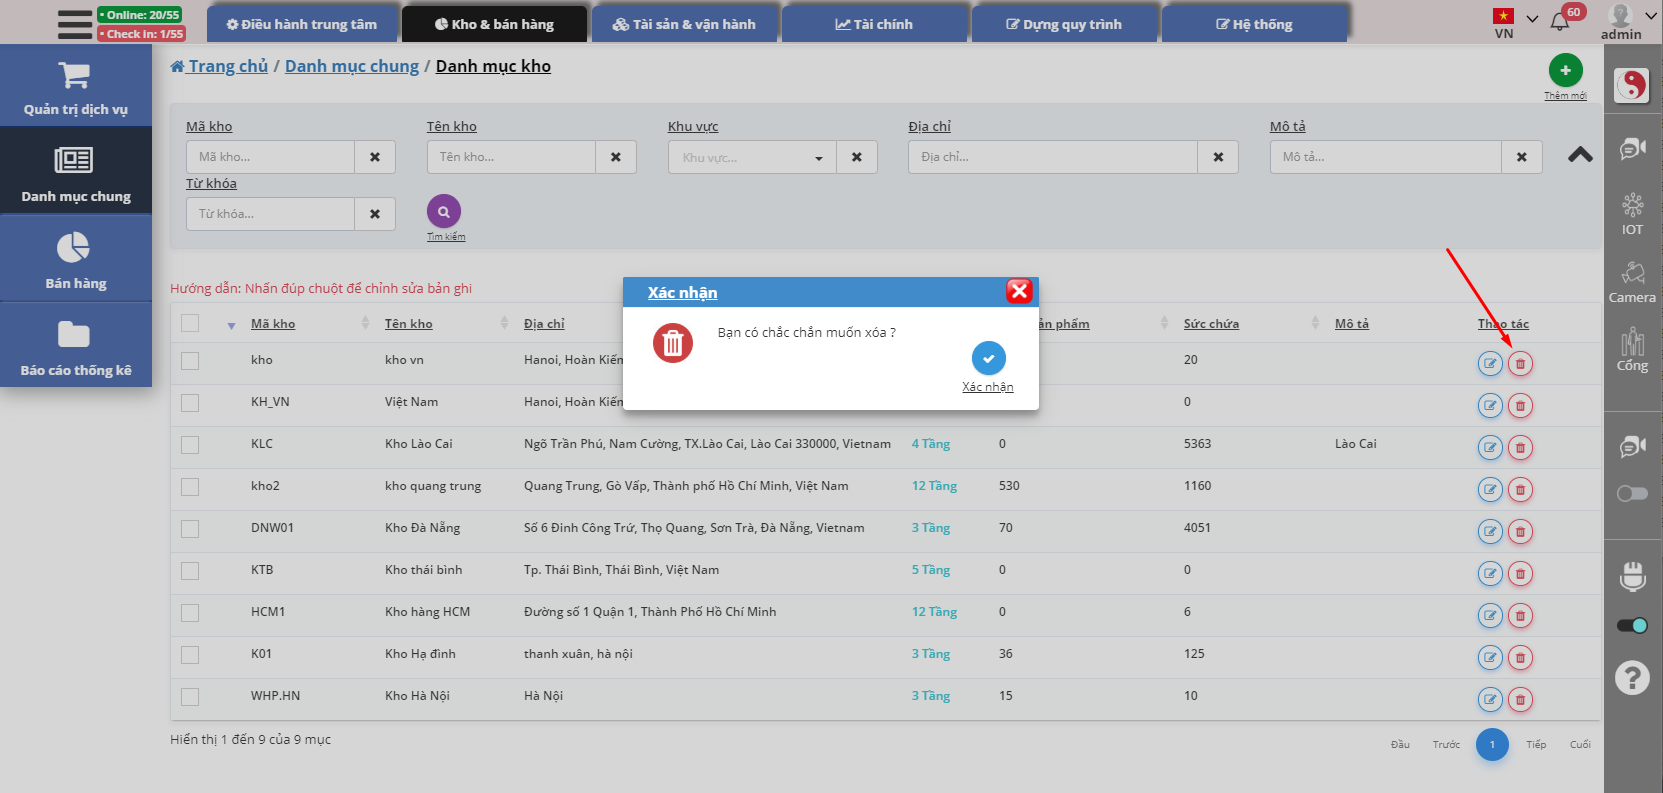 Online: 20/55
Check in: 1/55
Điều hành trung tâm
Kho & bán hàng
Tài sản & vận hành
Tài chính
Dựng quy trình
Hệ thống
VN
60
admin
Quản trị dịch vụ
Danh mục chung
Bán hàng
Báo cáo thống kê
Trang chủ / Danh mục chung / Danh mục kho
Thêm mới
Mã kho
Tên kho
Khu vực
Địa chỉ
Mô tả
Mã kho...
Tên kho...
Khu vực...
Địa chỉ...
Mô tả...
Từ khóa
Từ khóa...
Tìm kiếm
Hướng dẫn: Nhấn đúp chuột để chỉnh sửa bản ghi
Xác nhận
Bạn có chắc chắn muốn xóa ?
Xác nhận
Mã kho Tên kho Địa chỉ ản phẩm Sức chứa Mô tả Thao tác
kho kho vn Hanoi, Hoàn Kiếm 20
KH_VN Việt Nam Hanoi, Hoàn Kiếm 0
KLC Kho Lào Cai Ngõ Trần Phú, Nam Cường, TX.Lào Cai, Lào Cai 330000, Vietnam 4 Tầng 0 5363 Lào Cai
kho2 kho quang trung Quang Trung, Gò Vấp, Thành phố Hồ Chí Minh, Việt Nam 12 Tầng 530 1160
DNW01 Kho Đà Nẵng Số 6 Đinh Công Trứ, Thọ Quang, Sơn Trà, Đà Nẵng, Vietnam 3 Tầng 70 4051
KTB Kho thái bình Tp. Thái Bình, Thái Bình, Việt Nam 5 Tầng 0 0
HCM1 Kho hàng HCM Đường số 1 Quận 1, Thành Phố Hồ Chí Minh 12 Tầng 0 6
K01 Kho Hạ đình thanh xuân, hà nội 3 Tầng 36 125
WHP.HN Kho Hà Nội Hà Nội 3 Tầng 15 10
Hiển thị 1 đến 9 của 9 mục
Đầu Trước 1 Tiếp Cuối
IOT
Camera
Cổng